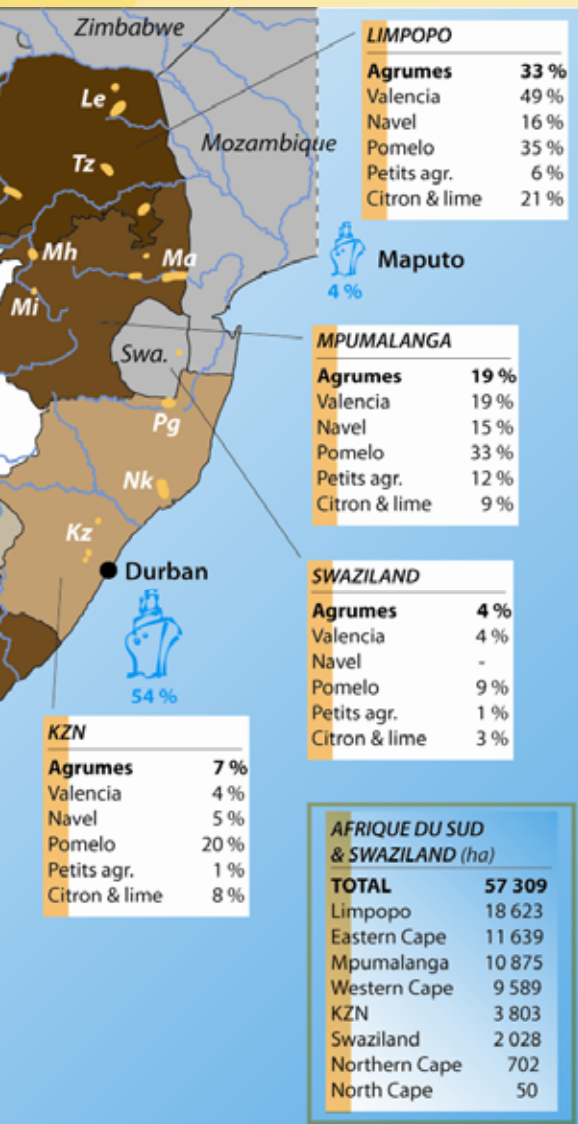 Zimbabwe
LIMPOPO
Agrumes 33 %
Valencia 49 %
Navel 16 %
Pomelo 35 %
Petits agr. 6 %
Citron & lime 21 %
Le
Mozambique
Tz
Mh
Ma
Mi
Maputo
4 %
MPUMALANGA
Agrumes 19 %
Valencia 19 %
Navel 15 %
Pomelo 33 %
Petits agr. 12 %
Citron & lime 9 %
Swa.
Pg
Nk
Kz
Durban
54 %
SWAZILAND
Agrumes 4 %
Valencia 4 %
Navel -
Pomelo 9 %
Petits agr. 1 %
Citron & lime 3 %
KZN
Agrumes 7 %
Valencia 4 %
Navel 5 %
Pomelo 20 %
Petits agr. 1 %
Citron & lime 8 %
AFRIQUE DU SUD
& SWAZILAND (ha)
TOTAL 57 309
Limpopo 18 623
Eastern Cape 11 639
Mpumalanga 10 875
Western Cape 9 589
KZN 3 803
Swaziland 2 028
Northern Cape 702
North Cape 50